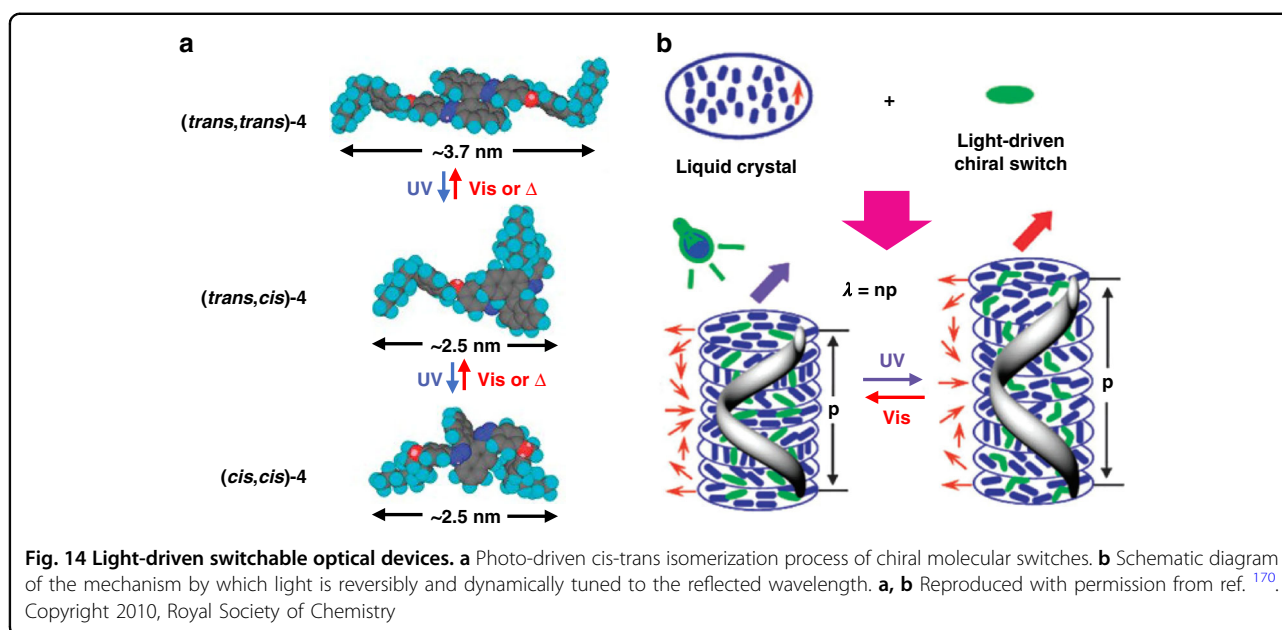 a
(trans,trans)-4
~3.7 nm
UV
Vis or Δ
(trans,cis)-4
~2.5 nm
UV
Vis or Δ
(cis,cis)-4
~2.5 nm
b
+
Liquid crystal
Light-driven
chiral switch
λ = np
p
UV
Vis
p
Fig. 14 Light-driven switchable optical devices. a Photo-driven cis-trans isomerization process of chiral molecular switches. b Schematic diagram
of the mechanism by which light is reversibly and dynamically tuned to the reflected wavelength. a, b Reproduced with permission from ref. 170.
Copyright 2010, Royal Society of Chemistry